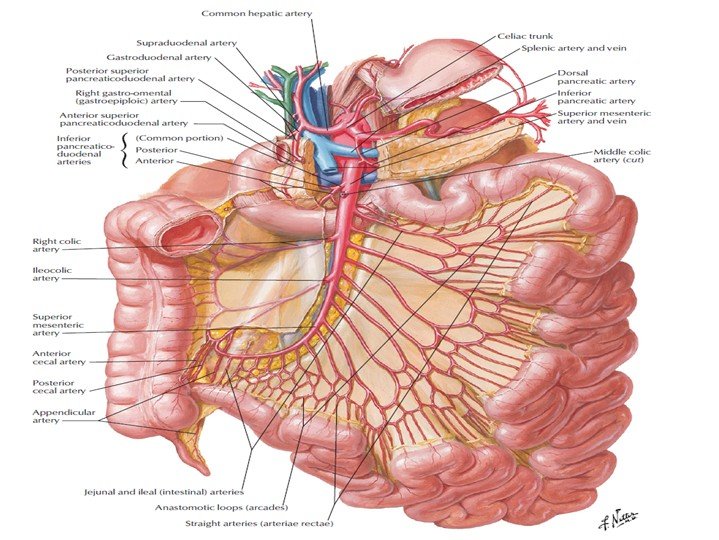 Common hepatic artery
Supraduodenal artery
Gastroduodenal artery
Posterior superior
pancreaticoduodenal artery
Right gastro-omental
(gastroepiploic) artery
Anterior superior
pancreaticoduodenal artery
Inferior
pancreatico-
duodenal
arteries
(Common portion)
Posterior
Anterior
Right colic
artery
Ileocolic
artery
Superior
mesenteric
artery
Anterior
cecal artery
Posterior
cecal artery
Appendicular
artery
Jejunal and ileal (intestinal) arteries
Anastomotic loops (arcades)
Straight arteries (arteriae rectae)
Celiac trunk
Splenic artery and vein
Dorsal
pancreatic artery
Inferior
pancreatic artery
Superior mesenteric
artery and vein
Middle colic
artery (cut)
F. Netter